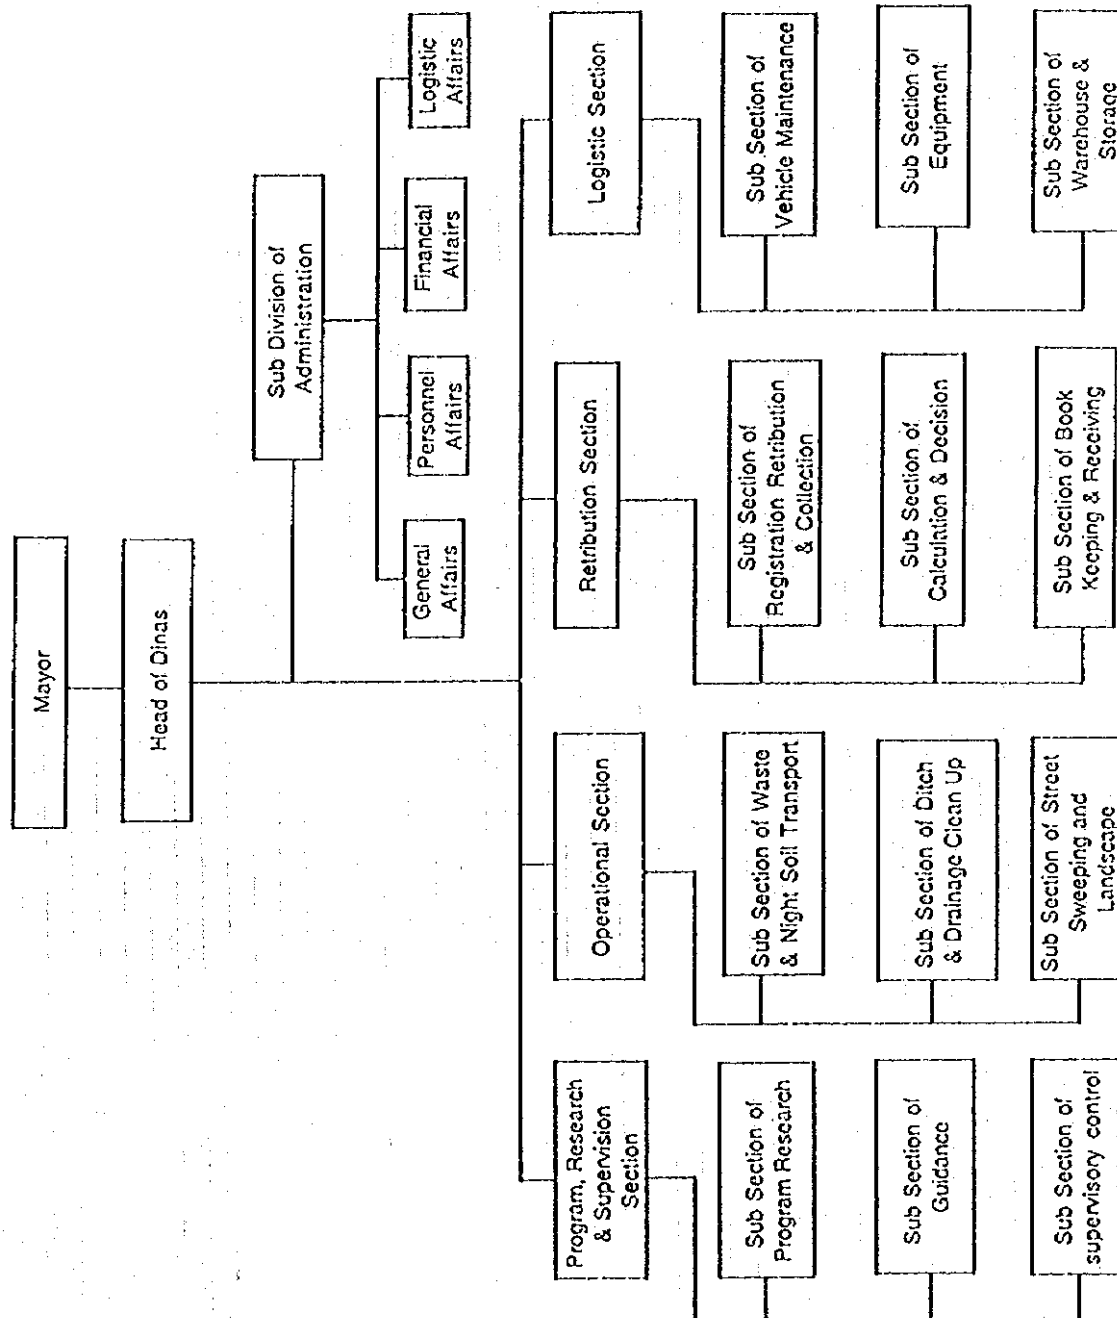 Mayor
Head of Dinas
Sub Division of
Administration
General
Affairs
Personnel
Affairs
Financial
Affairs
Logistic
Affairs
Program, Research
& Supervision
Section
Operational Section
Retribution Section
Logistic Section
Sub Section of
Program Research
Sub Section of Waste
& Night Soil Transport
Sub Section of
Registration Retribution
& Collection
Sub Section of
Vehicle Maintenance
Sub Section of
Guidance
Sub Section of Ditch
& Drainage Clean Up
Sub Section of
Calculation & Decision
Sub Section of
Equipment
Sub Section of
supervisory control
Sub Section of Street
Sweeping and
Landscape
Sub Section of Book
Keeping & Receiving
Sub Section of
Warehouse &
Storage